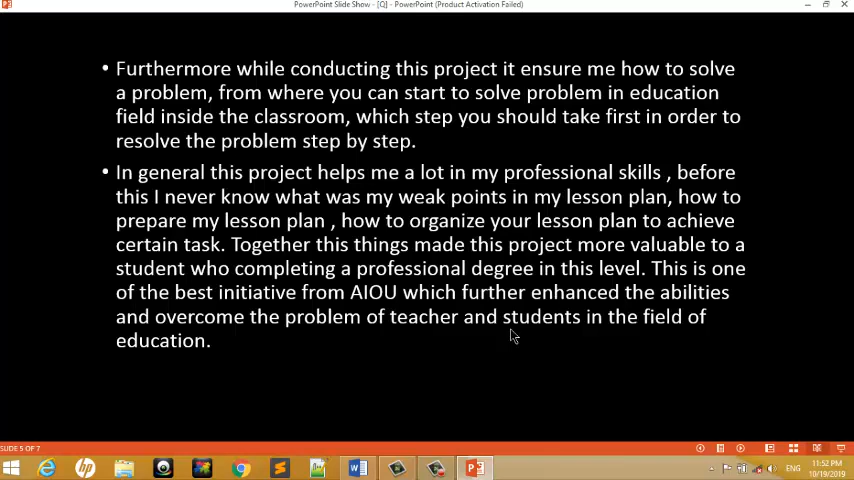 PowerPoint Slide Show - [Q] - PowerPoint (Product Activation Failed)
• Furthermore while conducting this project it ensure me how to solve
a problem, from where you can start to solve problem in education
field inside the classroom, which step you should take first in order to
resolve the problem step by step.
• In general this project helps me a lot in my professional skills , before
this I never know what was my weak points in my lesson plan, how to
prepare my lesson plan , how to organize your lesson plan to achieve
certain task. Together this things made this project more valuable to a
student who completing a professional degree in this level. This is one
of the best initiative from AIOU which further enhanced the abilities
and overcome the problem of teacher and students in the field of
education.
SLIDE 5 OF 7
ENG
11:52 PM
10/19/2019